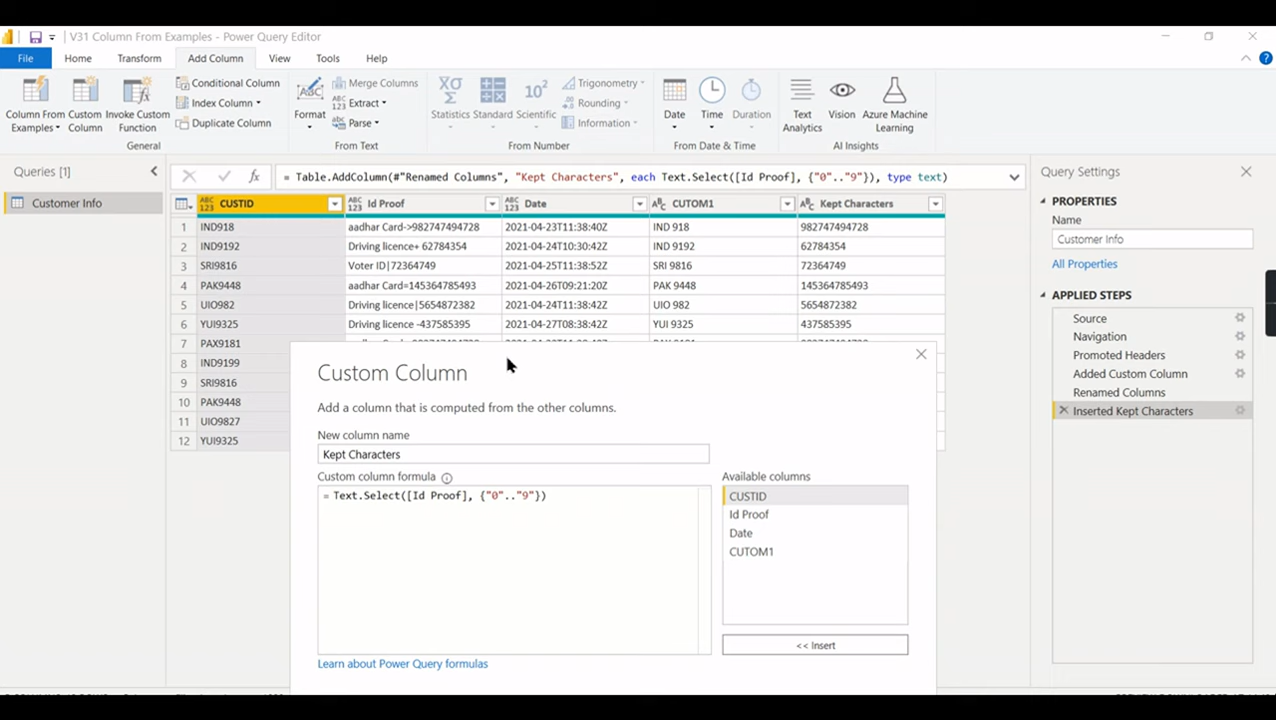 V31 Column From Examples - Power Query Editor
File Home Transform Add Column View Tools Help
Column From Examples
Custom Column
Invoke Custom Function
Conditional Column
Index Column
Duplicate Column
General
Format
Merge Columns
Extract
Parse
From Text
Statistics
Standard
Scientific
Trigonometry
Rounding
Information
From Number
Date
Time
Duration
From Date & Time
Text Analytics
Vision
Azure Machine Learning
AI Insights
Queries [1]
Customer Info
= Table.AddColumn(#"Renamed Columns", "Kept Characters", each Text.Select([Id Proof], {"0".."9"}), type text)
CUSTID Id Proof Date CUTOM1 Kept Characters
1 IND918 aadhar Card->982747494728 2021-04-23T11:38:40Z IND 918 982747494728
2 IND9192 Driving licence+ 62784354 2021-04-24T10:30:42Z IND 9192 62784354
3 SRI9816 Voter ID|72364749 2021-04-25T11:38:52Z SRI 9816 72364749
4 PAK9448 aadhar Card=145364785493 2021-04-26T09:21:20Z PAK 9448 145364785493
5 UIO982 Driving licence|5654872382 2021-04-24T11:38:42Z UIO 982 5654872382
6 YUI9325 Driving licence -437585395 2021-04-27T08:38:42Z YUI 9325 437585395
7 PAX9181
8 IND9199
9 SRI9816
10 PAK9448
11 UIO9827
12 YUI9325
Custom Column
Add a column that is computed from the other columns.
New column name
Kept Characters
Custom column formula
= Text.Select([Id Proof], {"0".."9"})
Available columns
CUSTID
Id Proof
Date
CUTOM1
<< Insert
Learn about Power Query formulas
Query Settings
PROPERTIES
Name
Customer Info
All Properties
APPLIED STEPS
Source
Navigation
Promoted Headers
Added Custom Column
Renamed Columns
Inserted Kept Characters